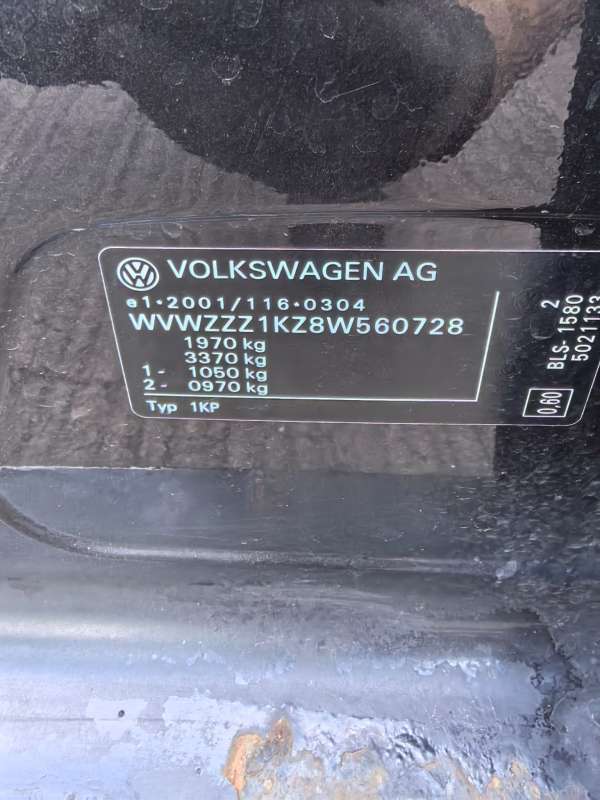 VOLKSWAGEN AG
e1*2001/116*0304
WVWZZZ1KZ8W560728
1970 kg
3370 kg
1- 1050 kg
2- 0970 kg
Typ 1KP
2
BLS-1580
5021133
0,60